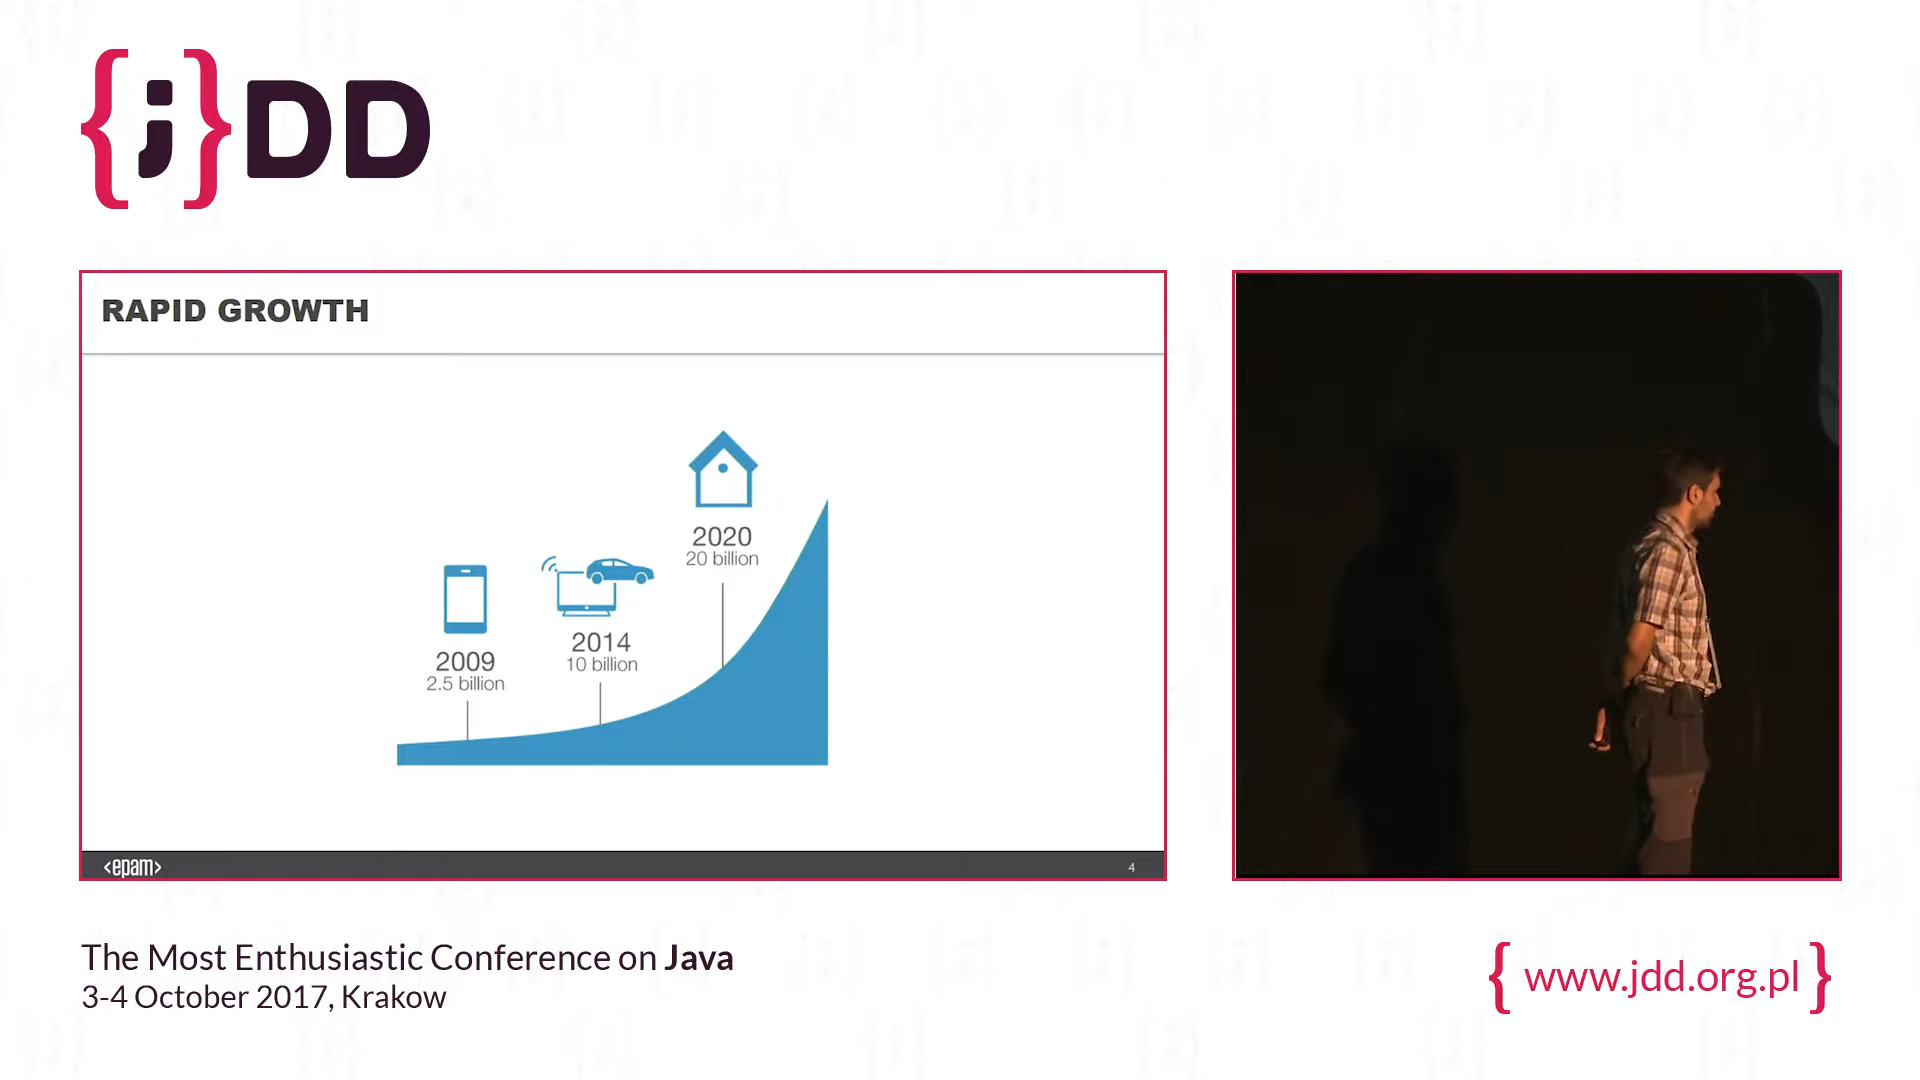 {;}DD
RAPID GROWTH
2020
20 billion
2014
10 billion
2009
2.5 billion
<epam>
4
The Most Enthusiastic Conference on Java
3-4 October 2017, Krakow
{ www.jdd.org.pl }